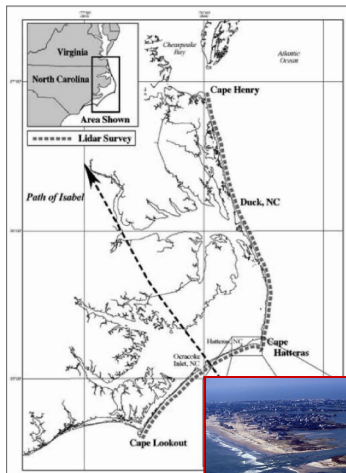 Virginia
North Carolina
Area Shown
Lidar Survey
Chesapeake
Bay
Atlantic
Ocean
Cape Henry
Path of Isabel
Duck, NC
Hatteras, NC
Cape
Hatteras
Ocracoke
Inlet, NC
Cape Lookout